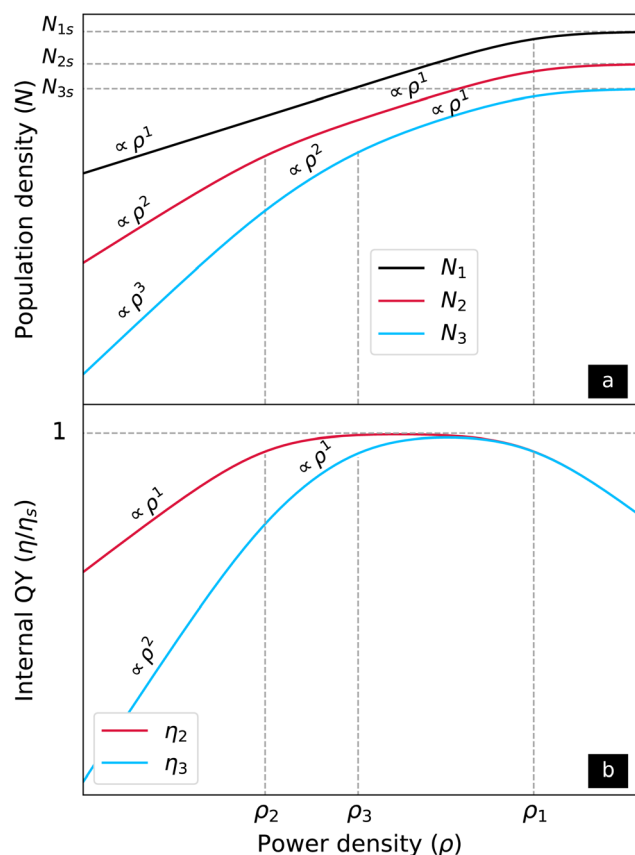 N₁ₛ
N₂ₛ
N₃ₛ
Population density (N)
∝ ρ¹
∝ ρ¹
∝ ρ¹
∝ ρ²
∝ ρ²
∝ ρ³
N₁
N₂
N₃
a
1
Internal QY (η/ηₛ)
∝ ρ¹
∝ ρ¹
∝ ρ²
η₂
η₃
b
ρ₂ ρ₃ ρ₁
Power density (ρ)